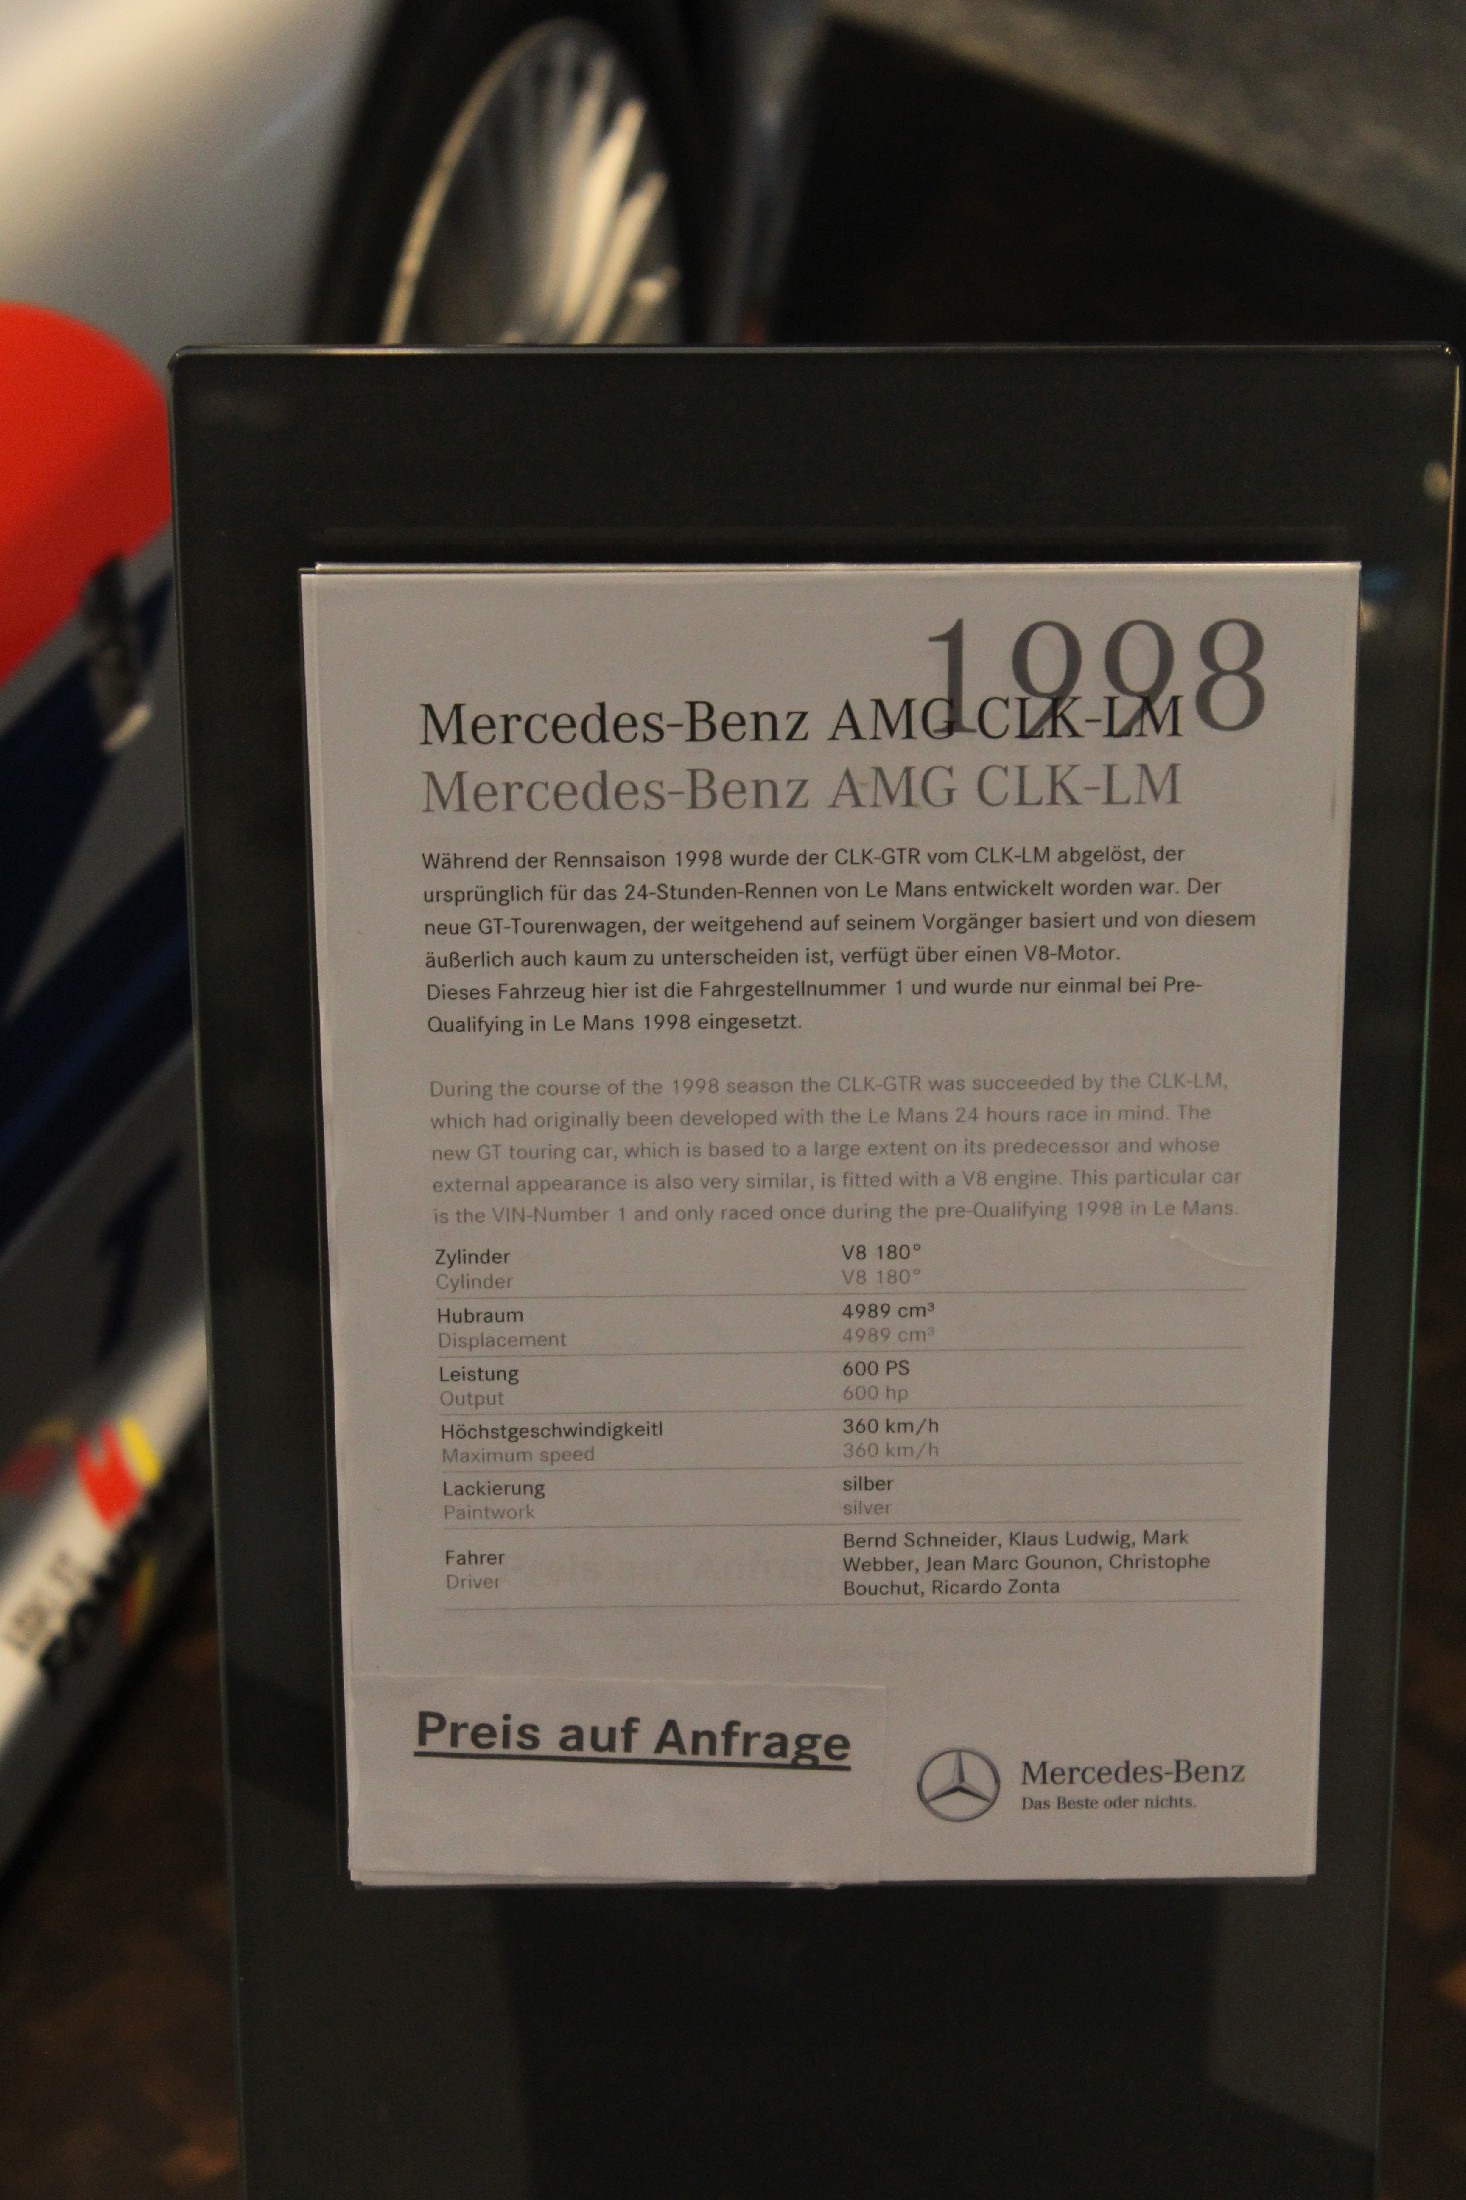 1998
Mercedes-Benz AMG CLK-LM
Mercedes-Benz AMG CLK-LM
Während der Rennsaison 1998 wurde der CLK-GTR vom CLK-LM abgelöst, der
ursprünglich für das 24-Stunden-Rennen von Le Mans entwickelt worden war. Der
neue GT-Tourenwagen, der weitgehend auf seinem Vorgänger basiert und von diesem
äußerlich auch kaum zu unterscheiden ist, verfügt über einen V8-Motor.
Dieses Fahrzeug hier ist die Fahrgestellnummer 1 und wurde nur einmal bei Pre-
Qualifying in Le Mans 1998 eingesetzt.
During the course of the 1998 season the CLK-GTR was succeeded by the CLK-LM,
which had originally been developed with the Le Mans 24 hours race in mind. The
new GT touring car, which is based to a large extent on its predecessor and whose
external appearance is also very similar, is fitted with a V8 engine. This particular car
is the VIN-Number 1 and only raced once during the pre-Qualifying 1998 in Le Mans.
Zylinder V8 180°
Cylinder V8 180°
Hubraum 4989 cm³
Displacement 4989 cm³
Leistung 600 PS
Output 600 hp
Höchstgeschwindigkeitl 360 km/h
Maximum speed 360 km/h
Lackierung silber
Paintwork silver
Fahrer
Driver
Bernd Schneider, Klaus Ludwig, Mark
Webber, Jean Marc Gounon, Christophe
Bouchut, Ricardo Zonta
Preis auf Anfrage
Mercedes-Benz
Das Beste oder nichts.